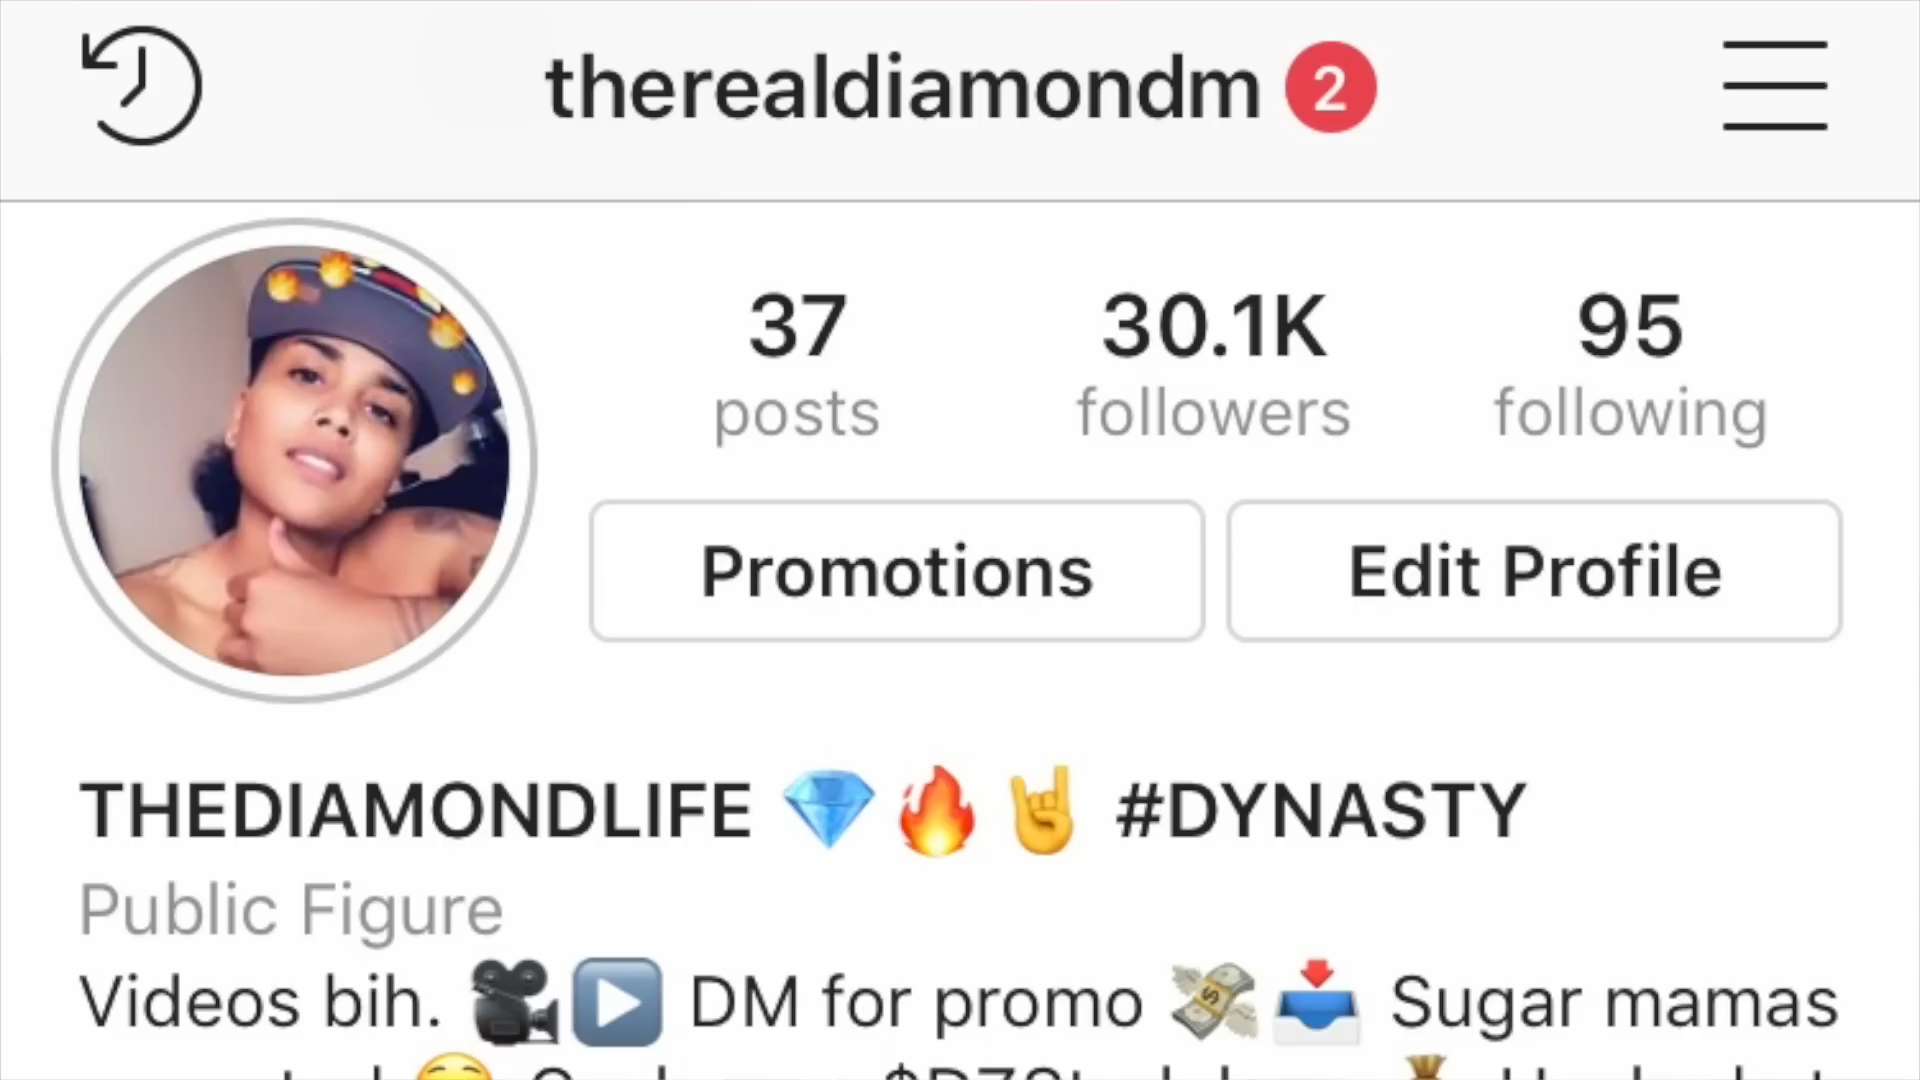 therealdiamondm 2
37 30.1K 95
posts followers following
Promotions Edit Profile
THEDIAMONDLIFE 💎🔥🤘 #DYNASTY
Public Figure
Videos bih. 🎥▶️ DM for promo 💸📥 Sugar mamas